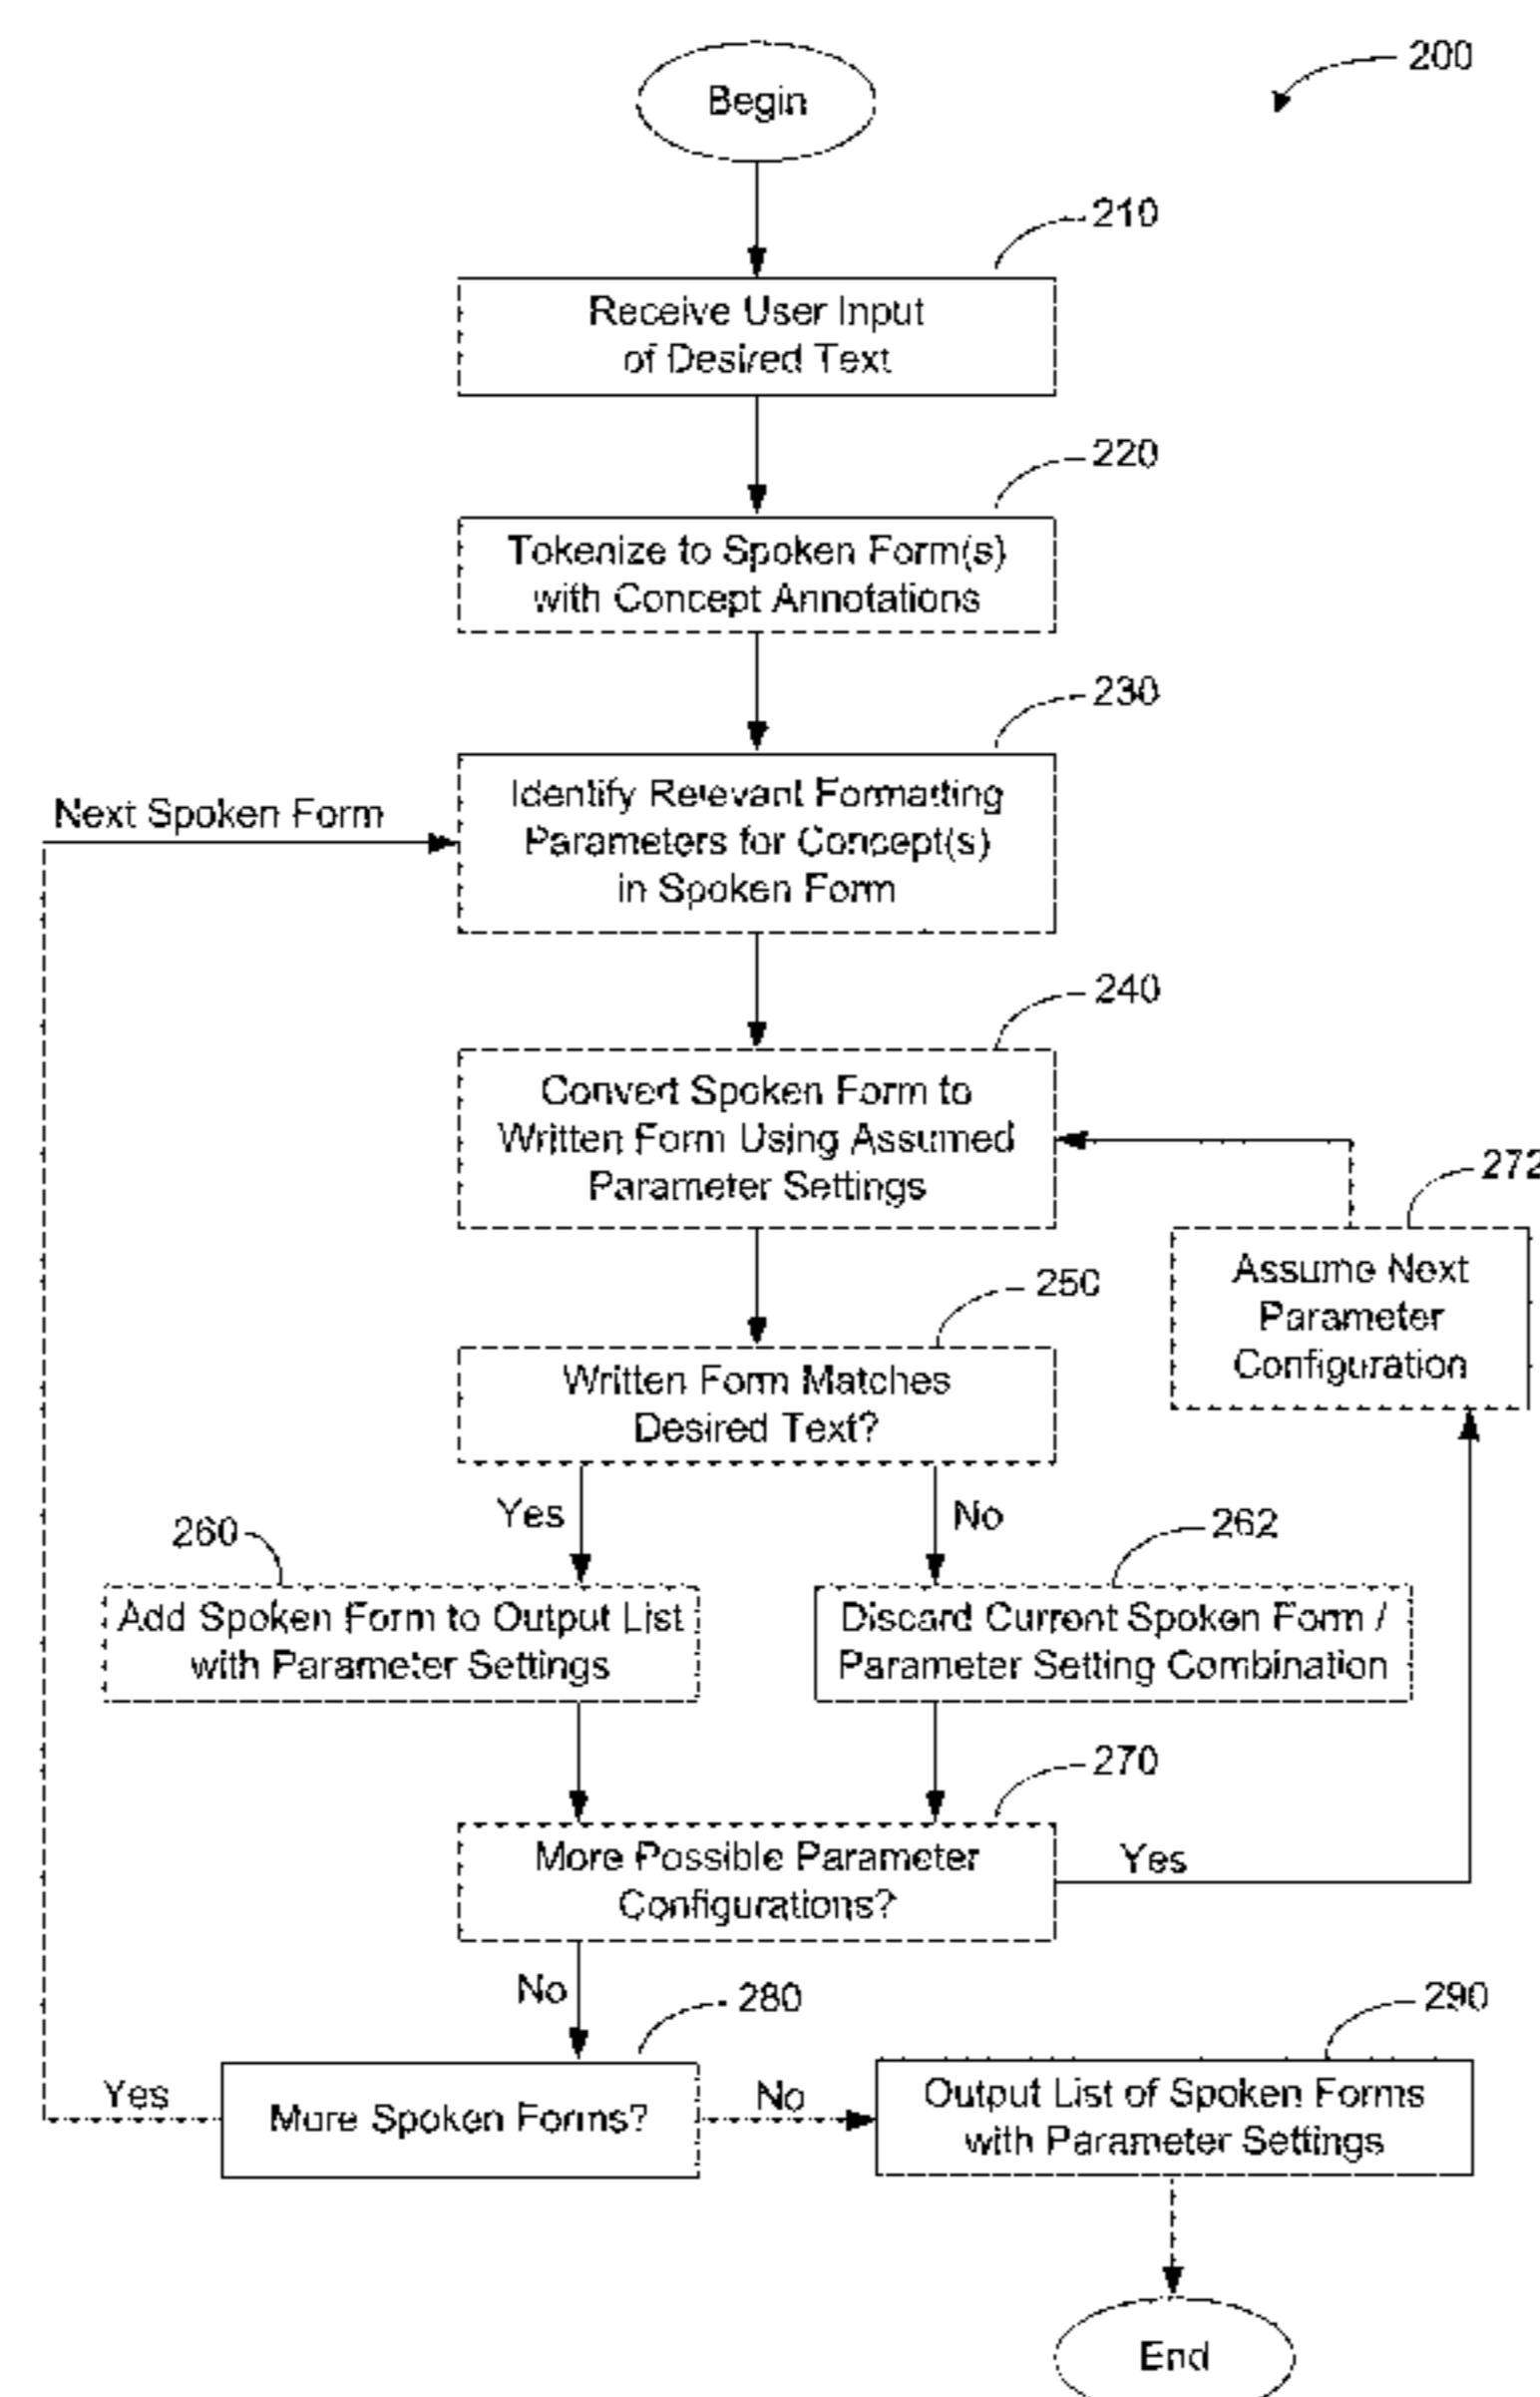 200
Begin
210
Receive User Input
of Desired Text
220
Tokenize to Spoken Form(s)
with Concept Annotations
230
Identify Relevant Formatting
Parameters for Concept(s)
in Spoken Form
Next Spoken Form
240
Convert Spoken Form to
Written Form Using Assumed
Parameter Settings
272
Assume Next
Parameter
Configuration
250
Written Form Matches
Desired Text?
Yes
No
260
262
Add Spoken Form to Output List
with Parameter Settings
Discard Current Spoken Form /
Parameter Setting Combination
270
More Possible Parameter
Configurations?
Yes
No
280
290
Yes
More Spoken Forms?
No
Output List of Spoken Forms
with Parameter Settings
End